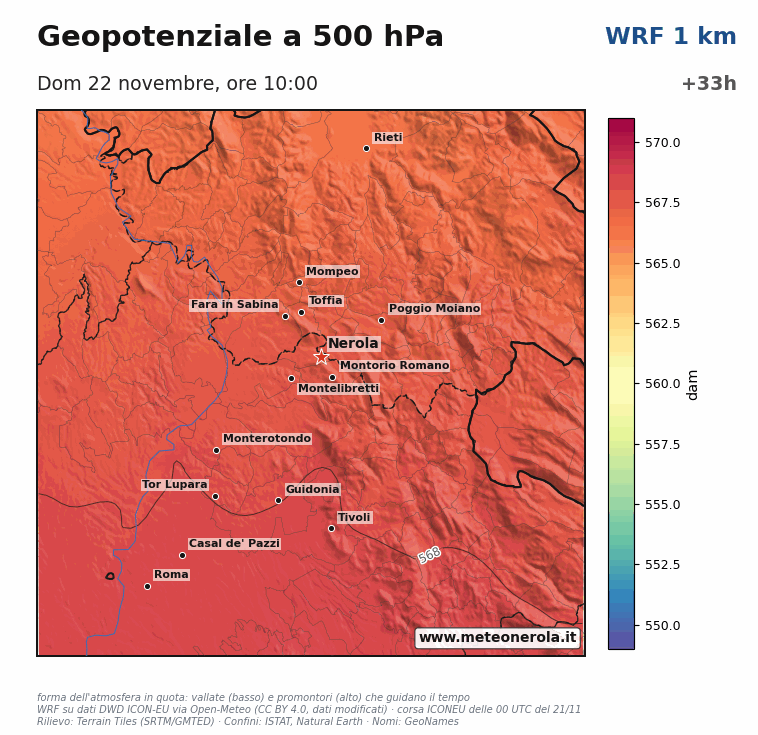 Geopotenziale a 500 hPa
WRF 1 km
Dom 22 novembre, ore 10:00
+33h
Rieti
Mompeo
Toffia
Fara in Sabina
Poggio Moiano
Nerola
Montorio Romano
Montelibretti
Monterotondo
Tor Lupara
Guidonia
Tivoli
Casal de' Pazzi
568
Roma
www.meteonerola.it
570.0
567.5
565.0
562.5
560.0
557.5
555.0
552.5
550.0
dam
forma dell'atmosfera in quota: vallate (basso) e promontori (alto) che guidano il tempo
WRF su dati DWD ICON-EU via Open-Meteo (CC BY 4.0, dati modificati) · corsa ICONEU delle 00 UTC del 21/11
Rilievo: Terrain Tiles (SRTM/GMTED) · Confini: ISTAT, Natural Earth · Nomi: GeoNames